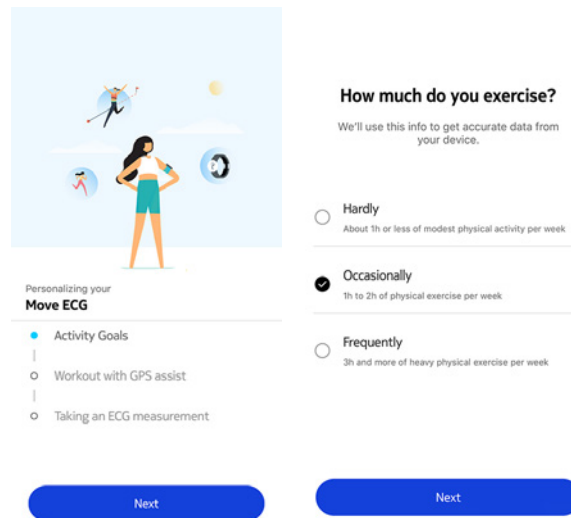 Personalizing your
Move ECG
Activity Goals
Workout with GPS assist
Taking an ECG measurement
Next
How much do you exercise?
We'll use this info to get accurate data from
your device.
Hardly
About 1h or less of modest physical activity per week
Occasionally
1h to 2h of physical exercise per week
Frequently
3h and more of heavy physical exercise per week
Next